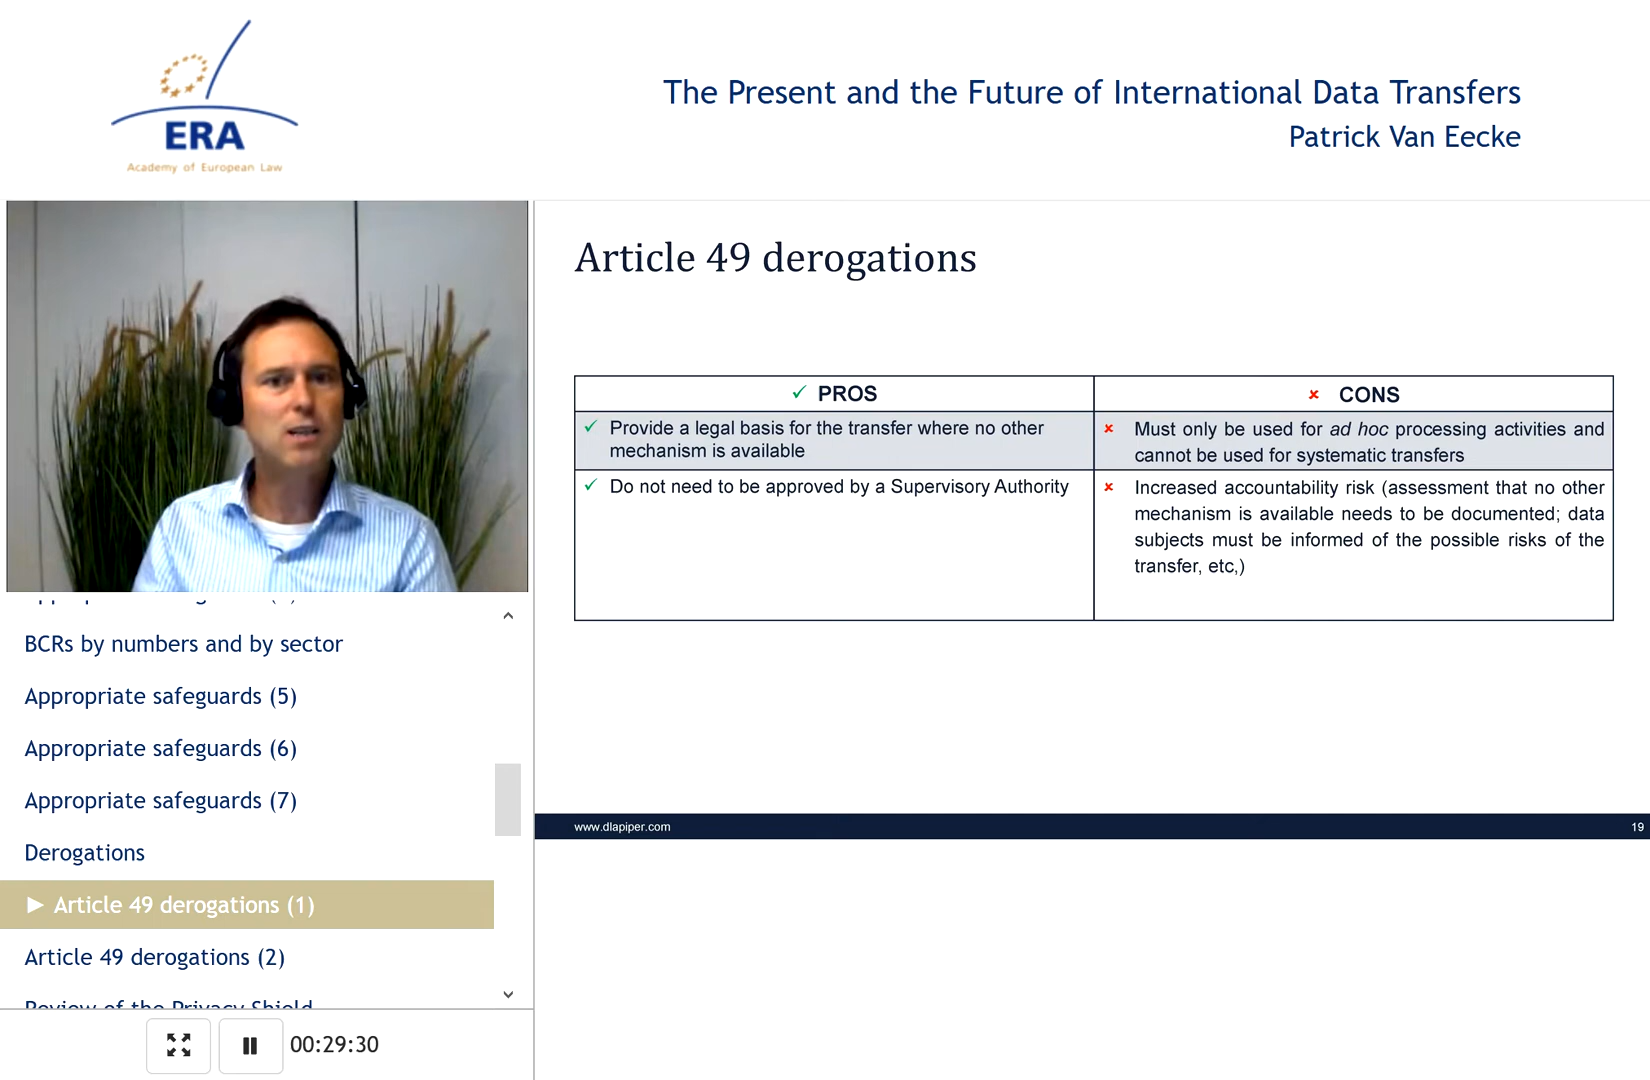 ERA
Academy of European Law
The Present and the Future of International Data Transfers
Patrick Van Eecke
Article 49 derogations
✓ PROS
✘ CONS
✓ Provide a legal basis for the transfer where no other
mechanism is available
✘ Must only be used for ad hoc processing activities and
cannot be used for systematic transfers
✓ Do not need to be approved by a Supervisory Authority
✘ Increased accountability risk (assessment that no other
mechanism is available needs to be documented; data
subjects must be informed of the possible risks of the
transfer, etc,)
www.dlapiper.com
19
BCRs by numbers and by sector
Appropriate safeguards (5)
Appropriate safeguards (6)
Appropriate safeguards (7)
Derogations
► Article 49 derogations (1)
Article 49 derogations (2)
Review of the Privacy Shield
00:29:30